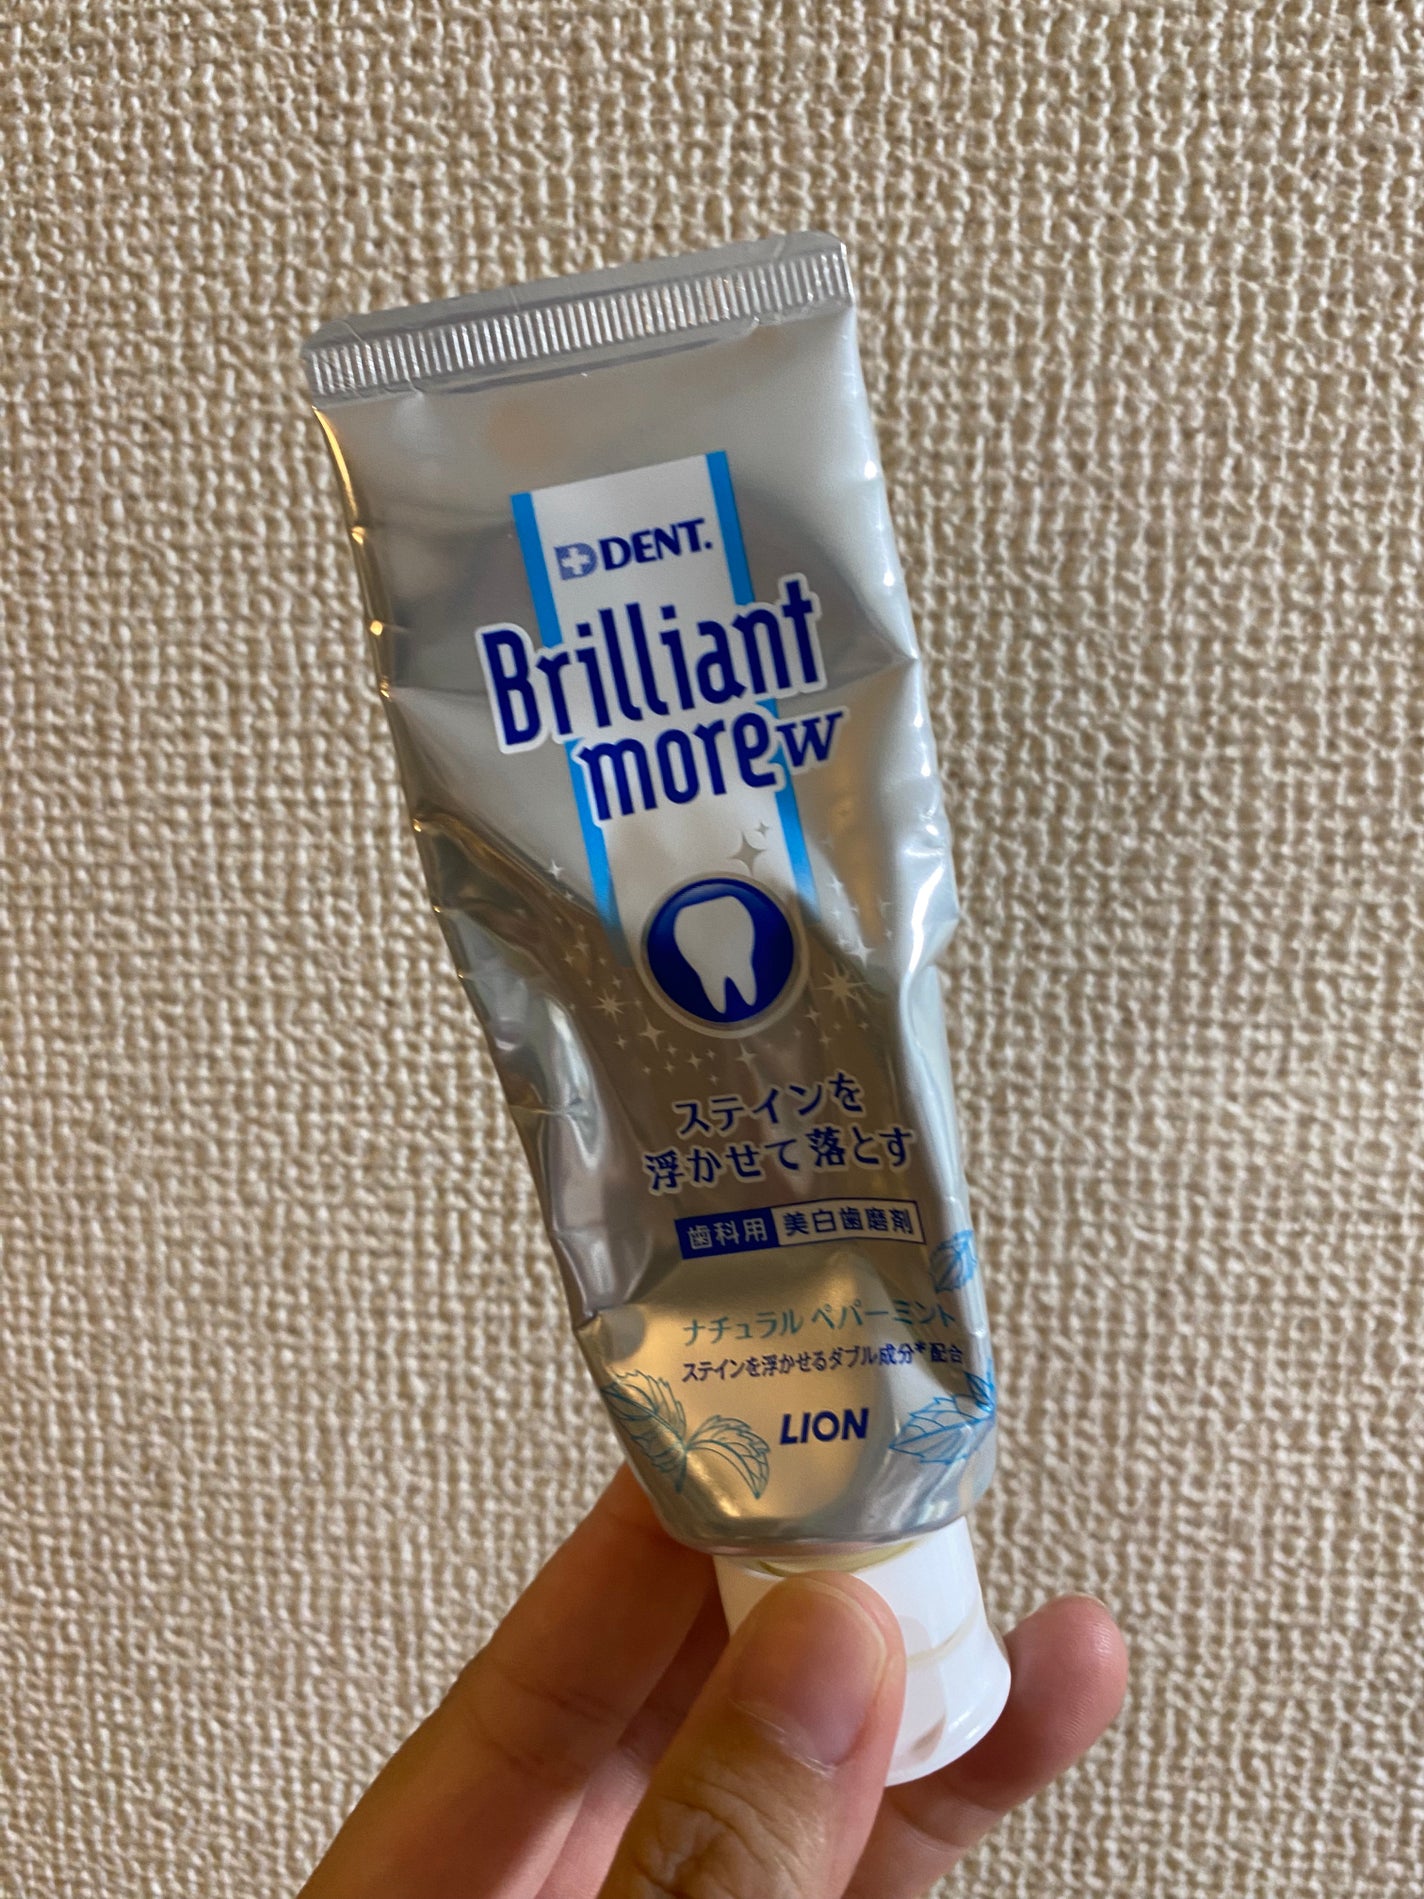 DENT.
Brilliant
more W
ステインを
浮かせて落とす
歯科用 美白歯磨剤
ナチュラル ペパーミント
ステインを浮かせるダブル成分*配合
LION